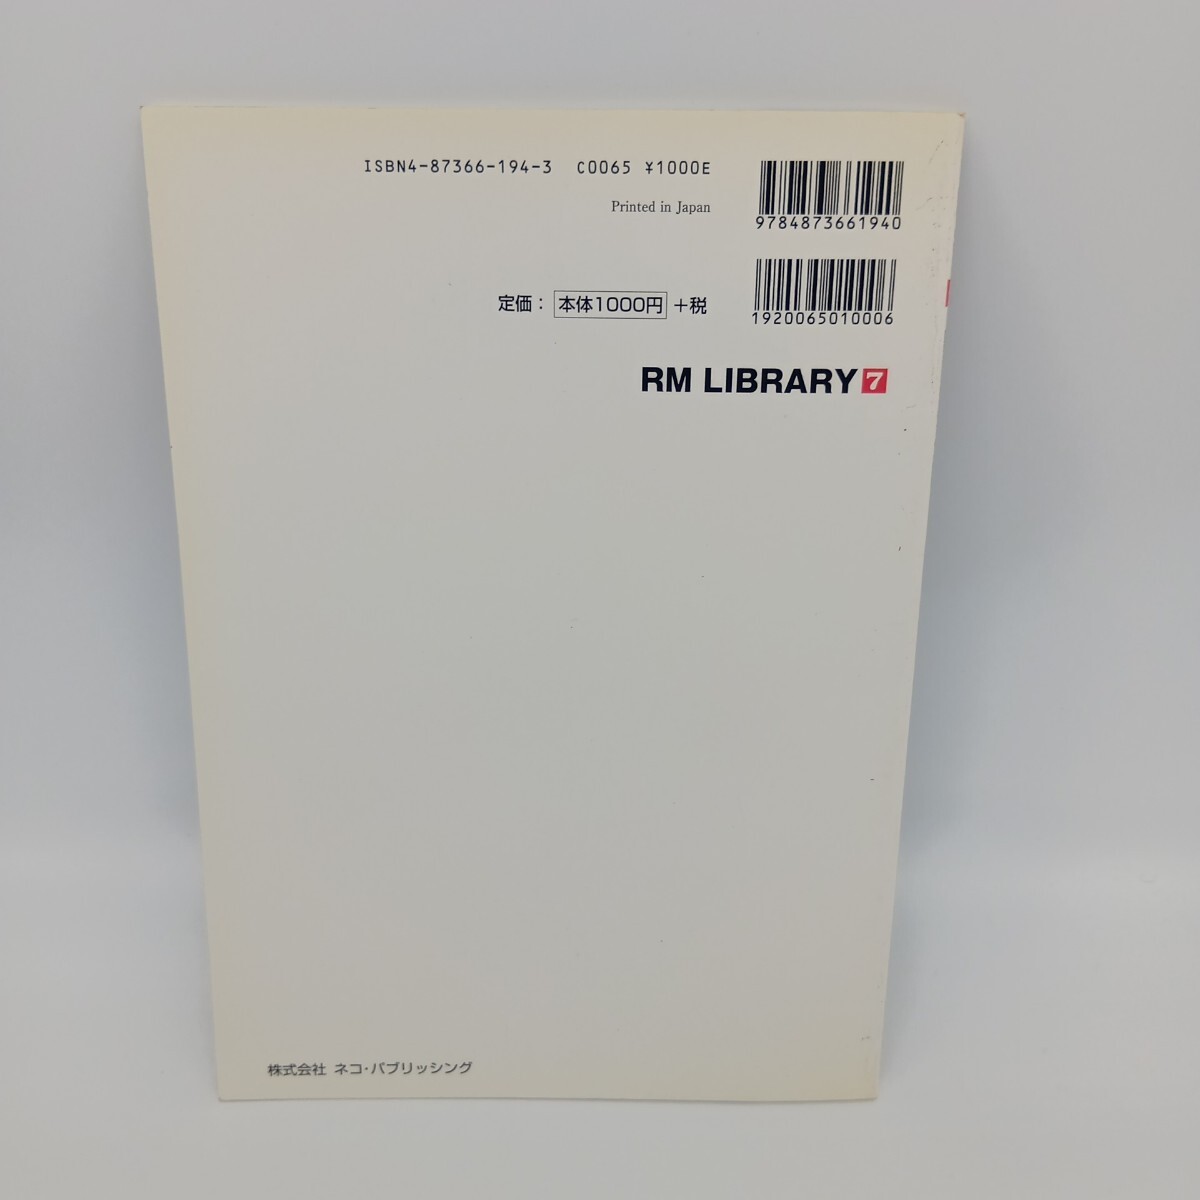 ISBN4-87366-194-3 C0065 ¥1000E
Printed in Japan
9784873661940
定価： 本体1000円 +税
1920065010006
RM LIBRARY 7
株式会社 ネコ・パブリッシング